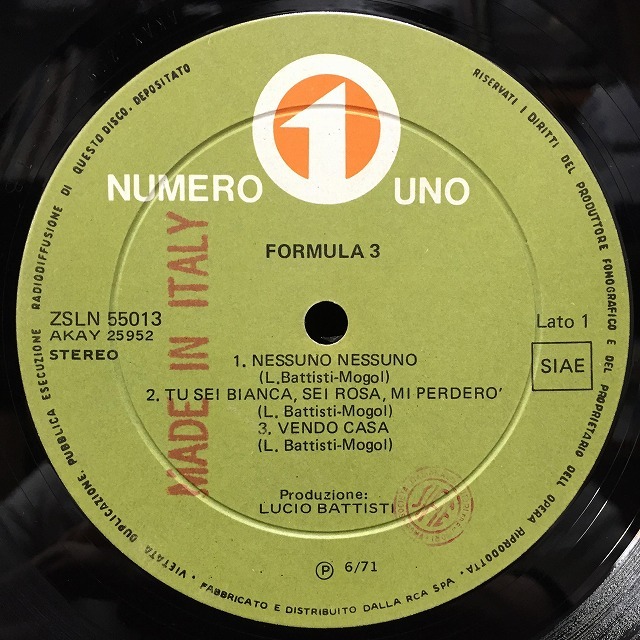 VIETATA DUPLICAZIONE, PUBBLICA ESECUZIONE RADIODIFFUSIONE DI QUESTO DISCO. DEPOSITATO
RISERVATI I DIRITTI DEL PRODUTTORE FONOGRAFICO E DEL PROPRIETARIO DELL'OPERA RIPRODOTTA.
1
NUMERO UNO
FORMULA 3
MADE IN ITALY
ZSLN 55013
AKAY 25952
STEREO
Lato 1
SIAE
1. NESSUNO NESSUNO
(L.Battisti-Mogol)
2. TU SEI BIANCA, SEI ROSA, MI PERDERO'
(L. Battisti-Mogol)
3. VENDO CASA
(L. Battisti-Mogol)
Produzione:
LUCIO BATTISTI
Ⓟ 6/71
FABBRICATO E DISTRIBUITO DALLA RCA SPA